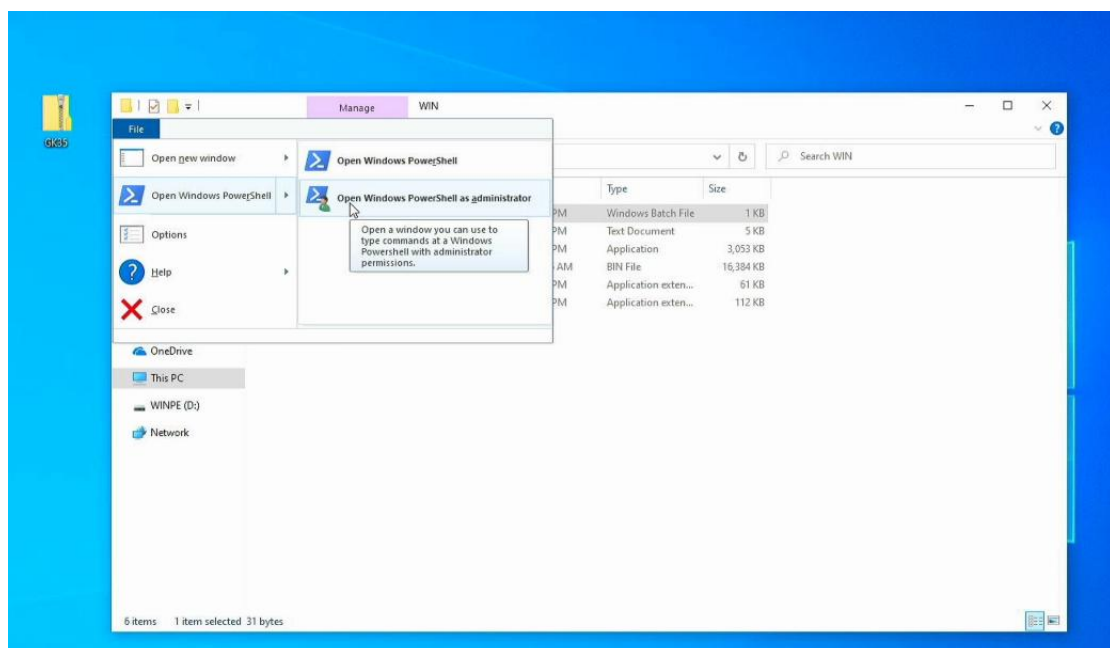 Manage WIN
File
GK35
Open new window
Open Windows PowerShell
Options
Help
Close
Open Windows PowerShell
Open Windows PowerShell as administrator
Open a window you can use to
type commands at a Windows
Powershell with administrator
permissions.
Search WIN
Type Size
PM Windows Batch File 1 KB
PM Text Document 5 KB
PM Application 3,053 KB
AM BIN File 16,384 KB
PM Application exten... 61 KB
PM Application exten... 112 KB
OneDrive
This PC
WINPE (D:)
Network
6 items 1 item selected 31 bytes